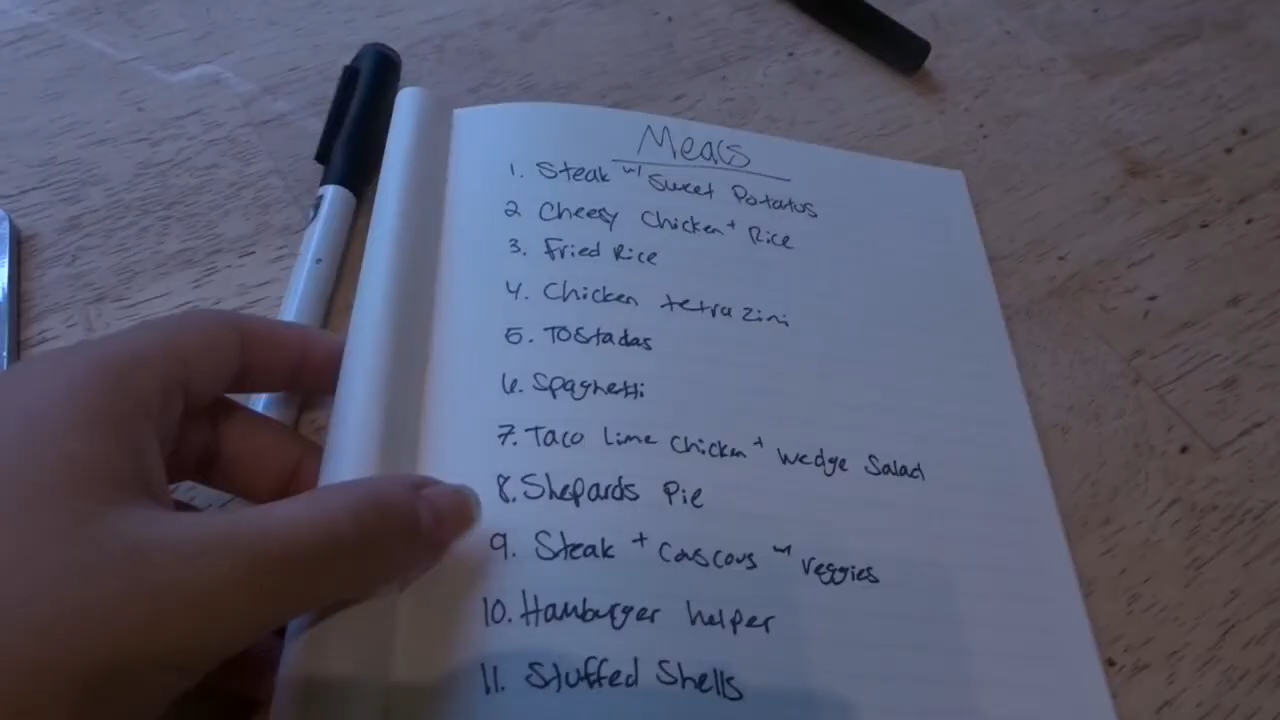 Meals
1. Steak w/ Sweet Potatos
2 Cheesy Chicken + Rice
3. Fried Rice
4. Chicken tetrazini
5. Tostadas
6. Spaghetti
7. Taco Lime Chicken + Wedge Salad
8. Shepards Pie
9. Steak + Couscous w/ Veggies
10. Hamburger helper
11. Stuffed Shells